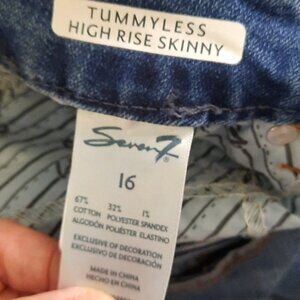 TUMMYLESS
HIGH RISE SKINNY
Seven7
16
67% 32% 1%
COTTON POLYESTER SPANDEX
ALGODÓN POLIÉSTER ELASTINO
EXCLUSIVE OF DECORATION
EXCLUSIVO DE DECORACIÓN
MADE IN CHINA
HECHO EN CHINA